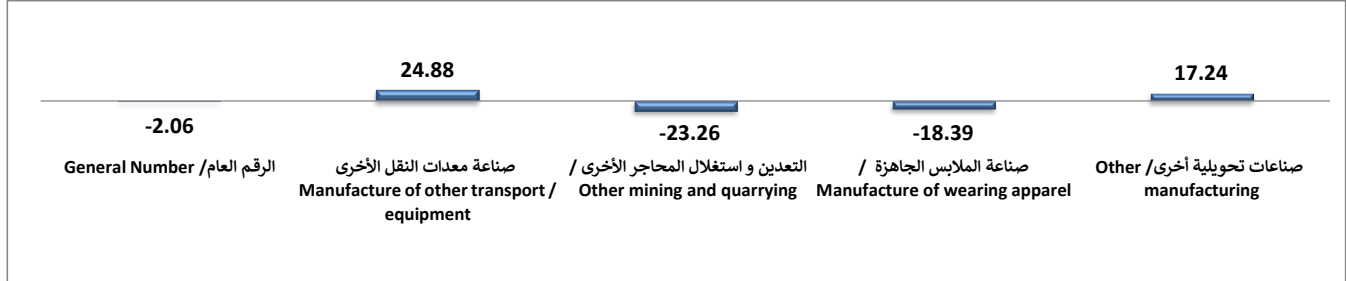 24.88
17.24
-2.06
-23.26
-18.39
الرقم العام/ General Number
صناعة معدات النقل الأخرى
Manufacture of other transport /
equipment
التعدين و استغلال المحاجر الأخرى /
Other mining and quarrying
صناعة الملابس الجاهزة /
Manufacture of wearing apparel
صناعات تحويلية أخرى/ Other
manufacturing